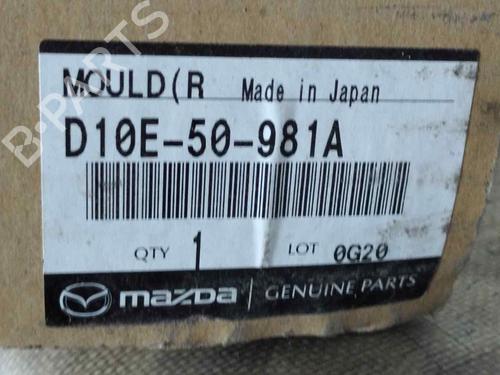 MOULD(R Made in Japan
D10E-50-981A
QTY 1 LOT 0G20
mazda GENUINE PARTS
B-PARTS